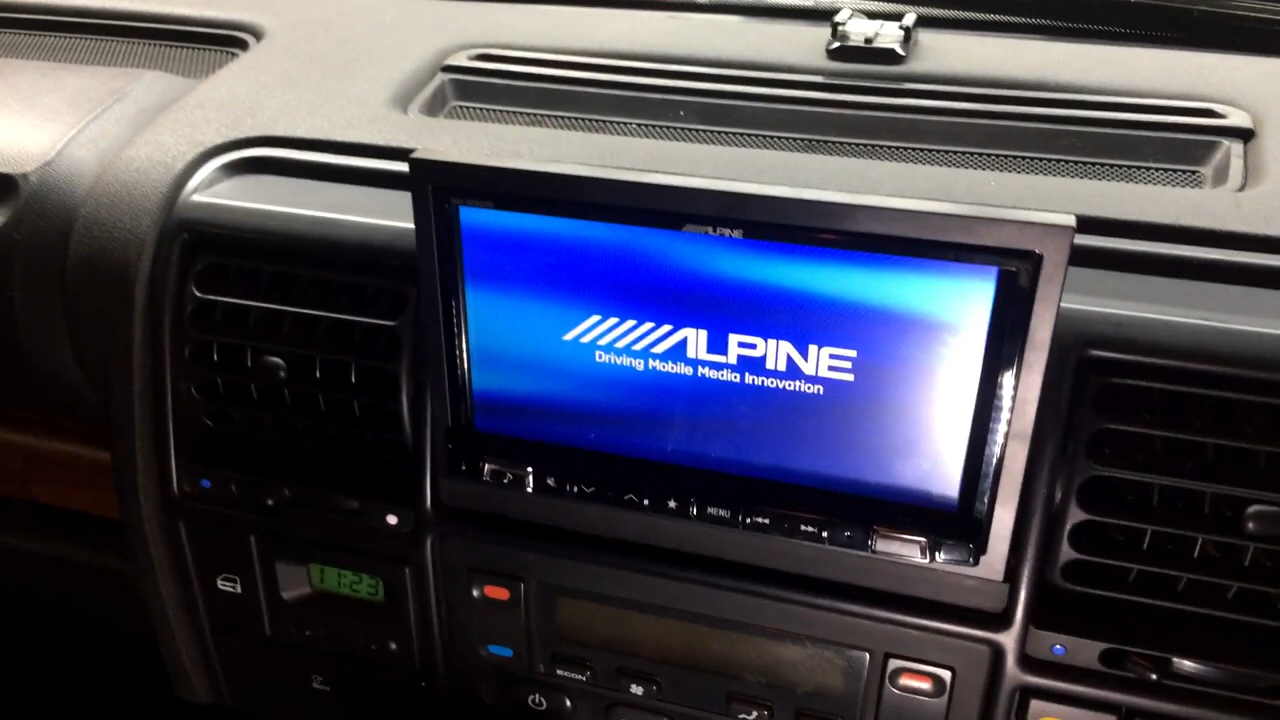 ALPINE
ALPINE
Driving Mobile Media Innovation
MENU
11:23
ECON